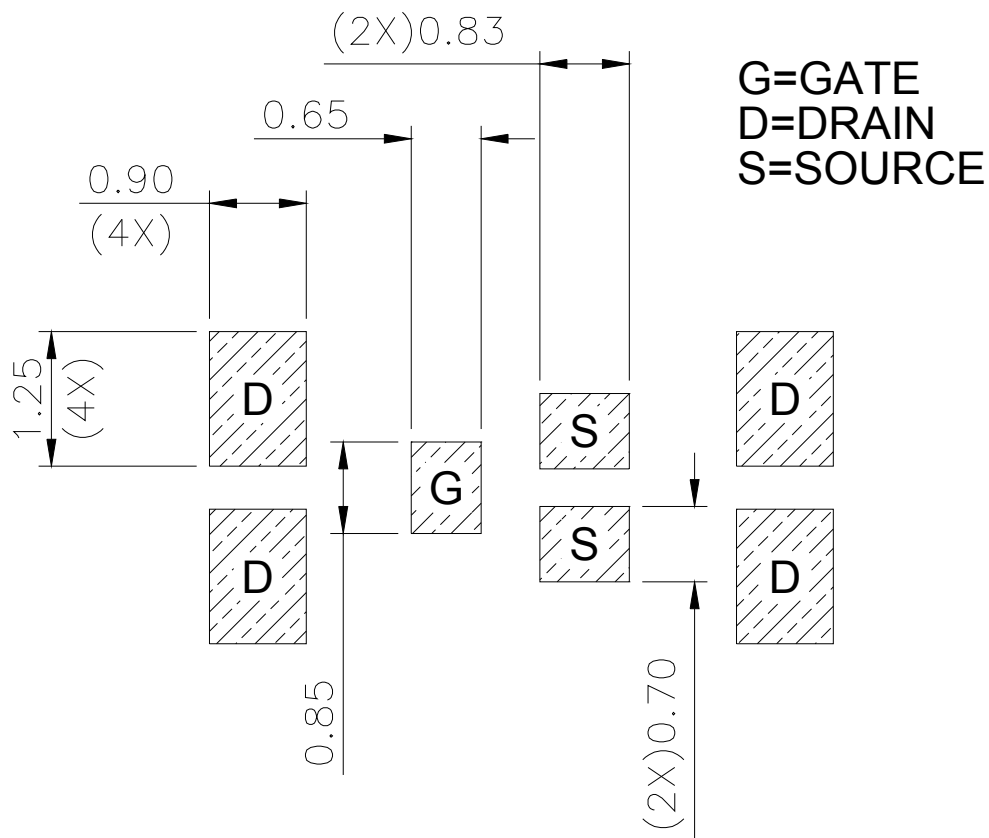 (2X)0.83
G=GATE
D=DRAIN
S=SOURCE
0.65
0.90
(4X)
1.25
(4X)
D
D
S
G
S
D
D
0.85
(2X)0.70